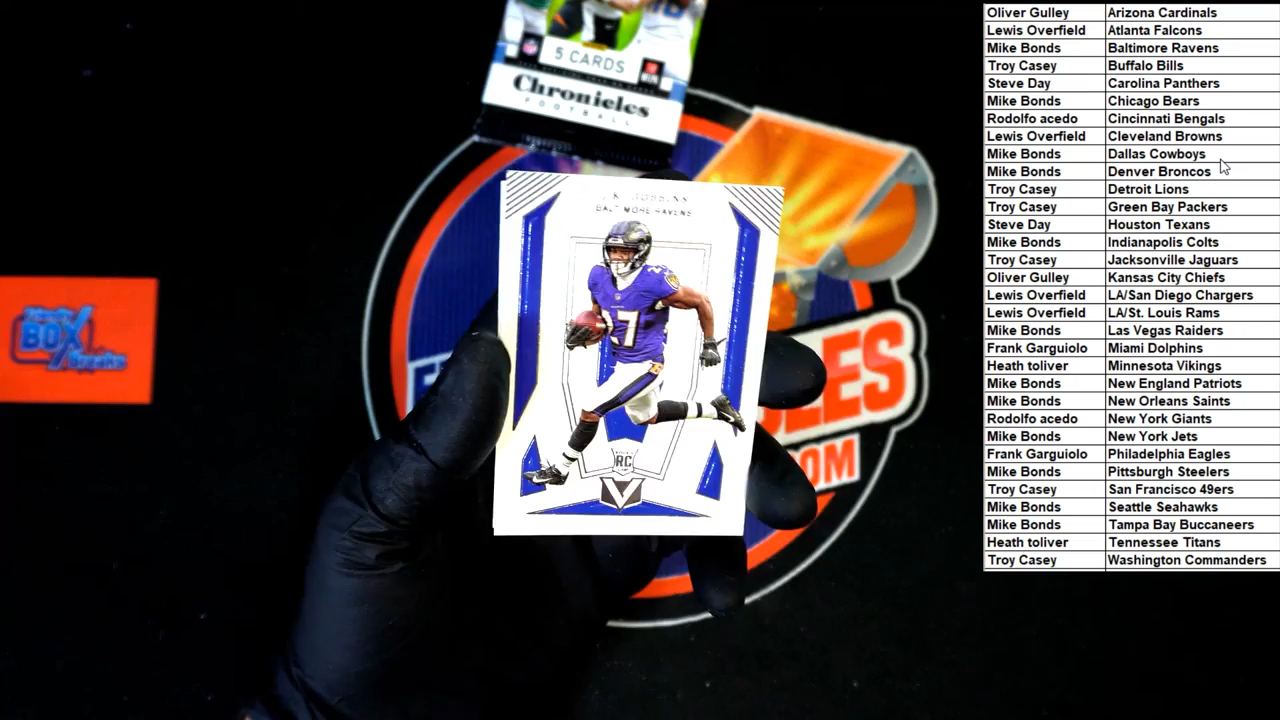 5 CARDS
Chronicles
FOOTBALL
BALTIMORE RAVENS
27
RC
V
BOX
Breaks
LES
OM
Oliver Gulley Arizona Cardinals
Lewis Overfield Atlanta Falcons
Mike Bonds Baltimore Ravens
Troy Casey Buffalo Bills
Steve Day Carolina Panthers
Mike Bonds Chicago Bears
Rodolfo acedo Cincinnati Bengals
Lewis Overfield Cleveland Browns
Mike Bonds Dallas Cowboys
Mike Bonds Denver Broncos
Troy Casey Detroit Lions
Troy Casey Green Bay Packers
Steve Day Houston Texans
Mike Bonds Indianapolis Colts
Troy Casey Jacksonville Jaguars
Oliver Gulley Kansas City Chiefs
Lewis Overfield LA/San Diego Chargers
Lewis Overfield LA/St. Louis Rams
Mike Bonds Las Vegas Raiders
Frank Garguiolo Miami Dolphins
Heath toliver Minnesota Vikings
Mike Bonds New England Patriots
Mike Bonds New Orleans Saints
Rodolfo acedo New York Giants
Mike Bonds New York Jets
Frank Garguiolo Philadelphia Eagles
Mike Bonds Pittsburgh Steelers
Troy Casey San Francisco 49ers
Mike Bonds Seattle Seahawks
Mike Bonds Tampa Bay Buccaneers
Heath toliver Tennessee Titans
Troy Casey Washington Commanders